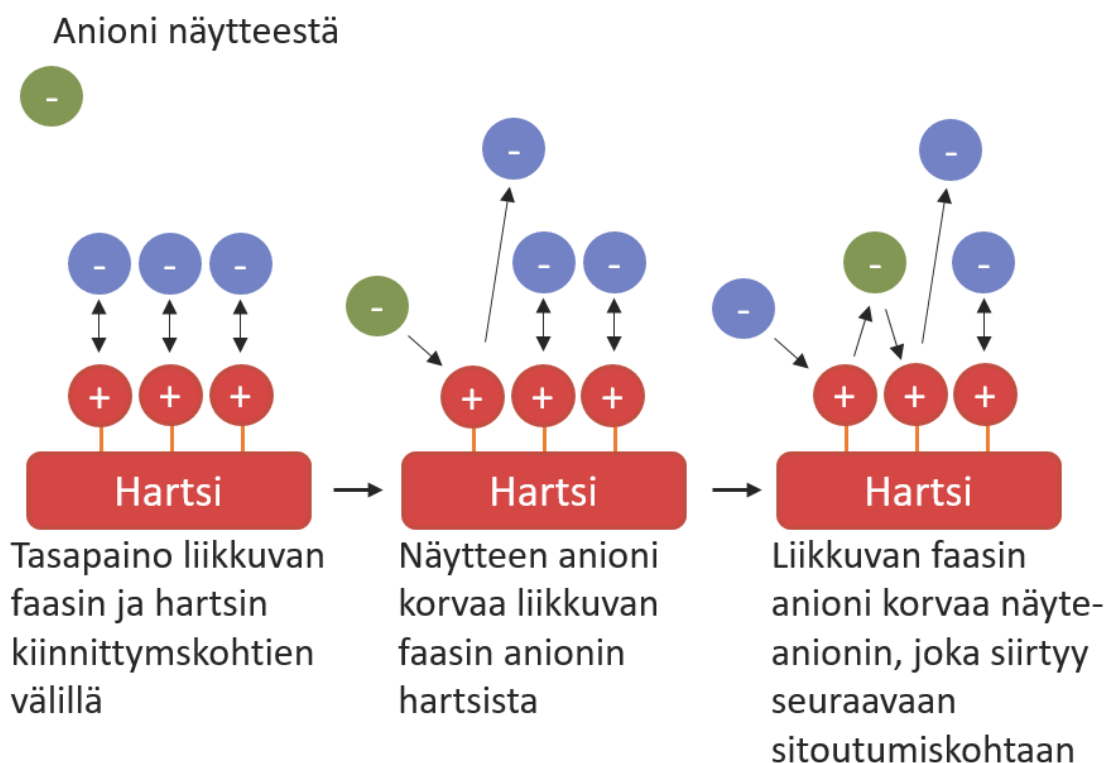 Anioni näytteestä
-
-
-
-
-
-
-
-
-
-
-
-
+
+
+
+
+
+
+
+
+
Hartsi
Hartsi
Hartsi
Tasapaino liikkuvan
faasin ja hartsin
kiinnittymskohtien
välillä
Näytteen anioni
korvaa liikkuvan
faasin anionin
hartsista
Liikkuvan faasin
anioni korvaa näyte-
anionin, joka siirtyy
seuraavaan
sitoutumiskohtaan